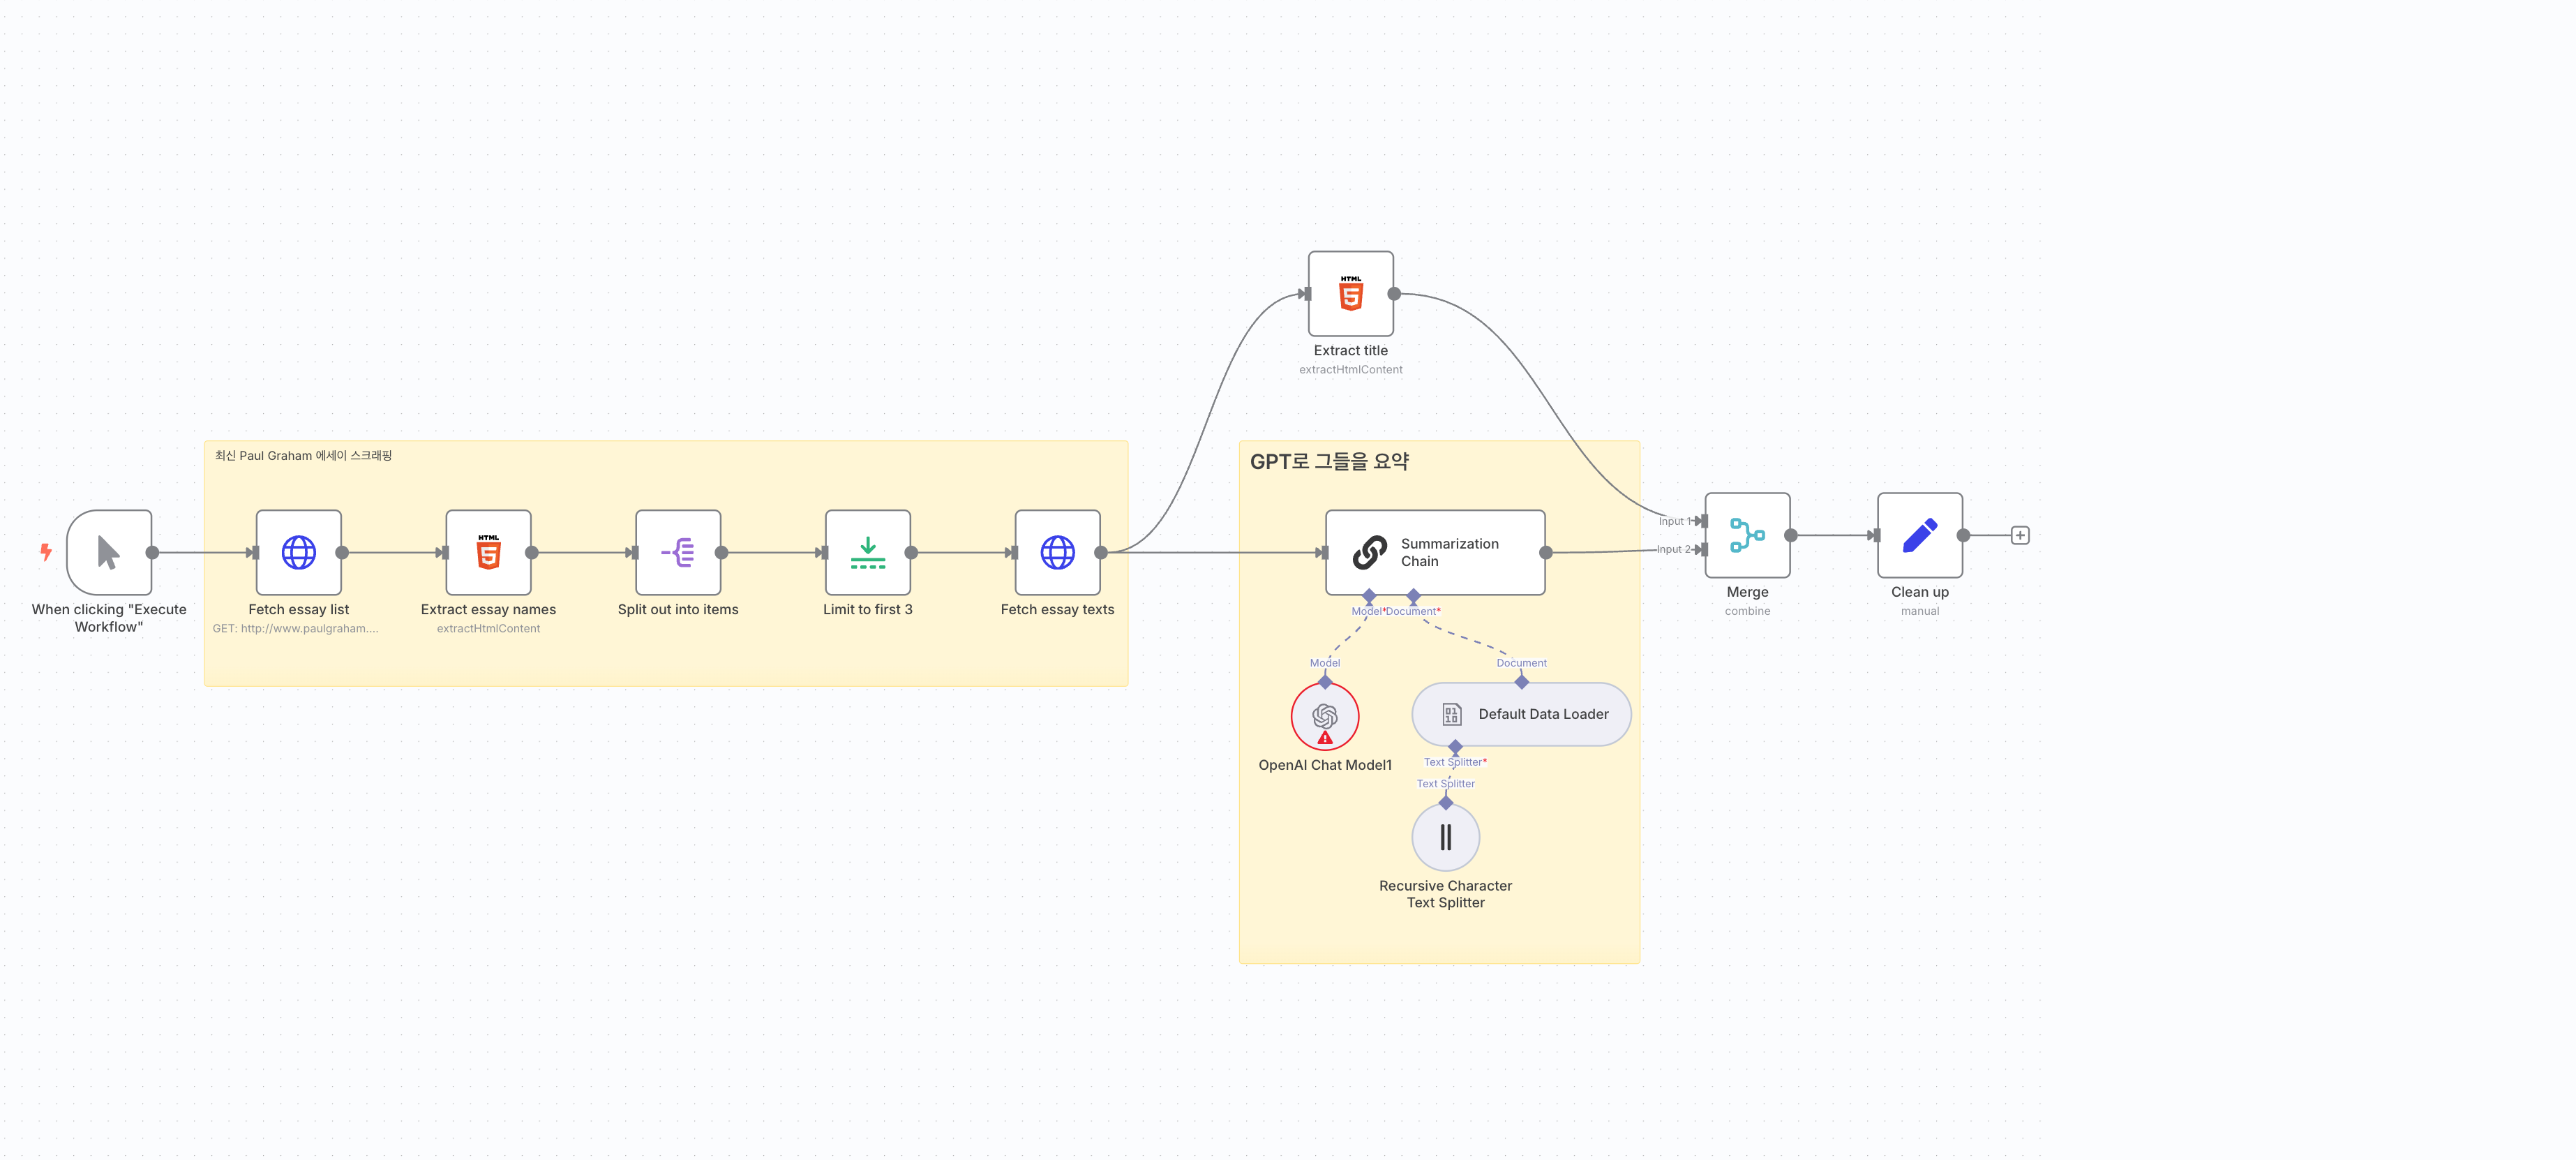 HTML
Extract title
extractHtmlContent
최신 Paul Graham 에세이 스크래핑
When clicking "Execute
Workflow"
Fetch essay list
GET: http://www.paulgraham....
HTML
Extract essay names
extractHtmlContent
Split out into items
Limit to first 3
Fetch essay texts
GPT로 그들을 요약
Summarization
Chain
Model*
Document*
Model
Document
OpenAI Chat Model1
Default Data Loader
Text Splitter*
Text Splitter
Recursive Character
Text Splitter
Input 1
Input 2
Merge
combine
Clean up
manual